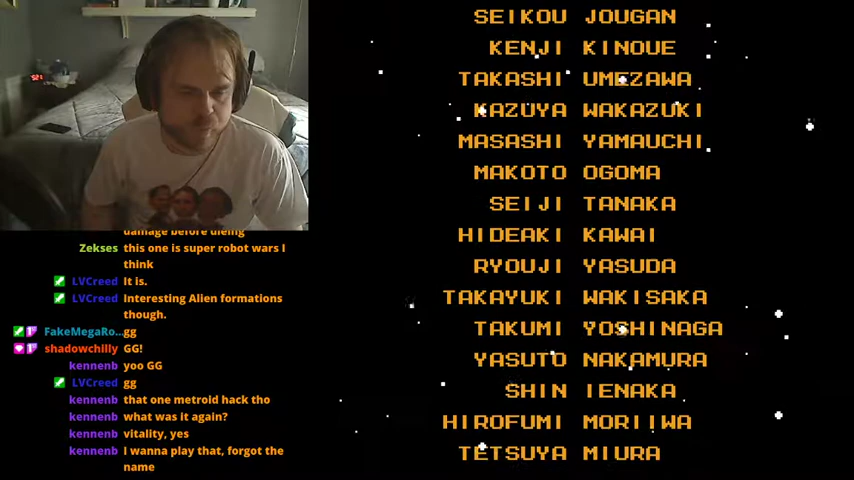 damage before dieing
Zekses this one is super robot wars I
think
LVCreed It is.
LVCreed Interesting Alien formations
though.
FakeMegaRo... gg
shadowchilly GG!
kennenb yoo GG
LVCreed gg
kennenb that one metroid hack tho
kennenb what was it again?
kennenb vitality, yes
kennenb I wanna play that, forgot the
name
SEIKOU JOUGAN
KENJI KINOUE
TAKASHI UMEZAWA
KAZUYA WAKAZUKI
MASASHI YAMAUCHI
MAKOTO OGOMA
SEIJI TANAKA
HIDEAKI KAWAI
RYOUJI YASUDA
TAKAYUKI WAKISAKA
TAKUMI YOSHINAGA
YASUTO NAKAMURA
SHIN IENAKA
HIROFUMI MORIIWA
TETSUYA MIURA